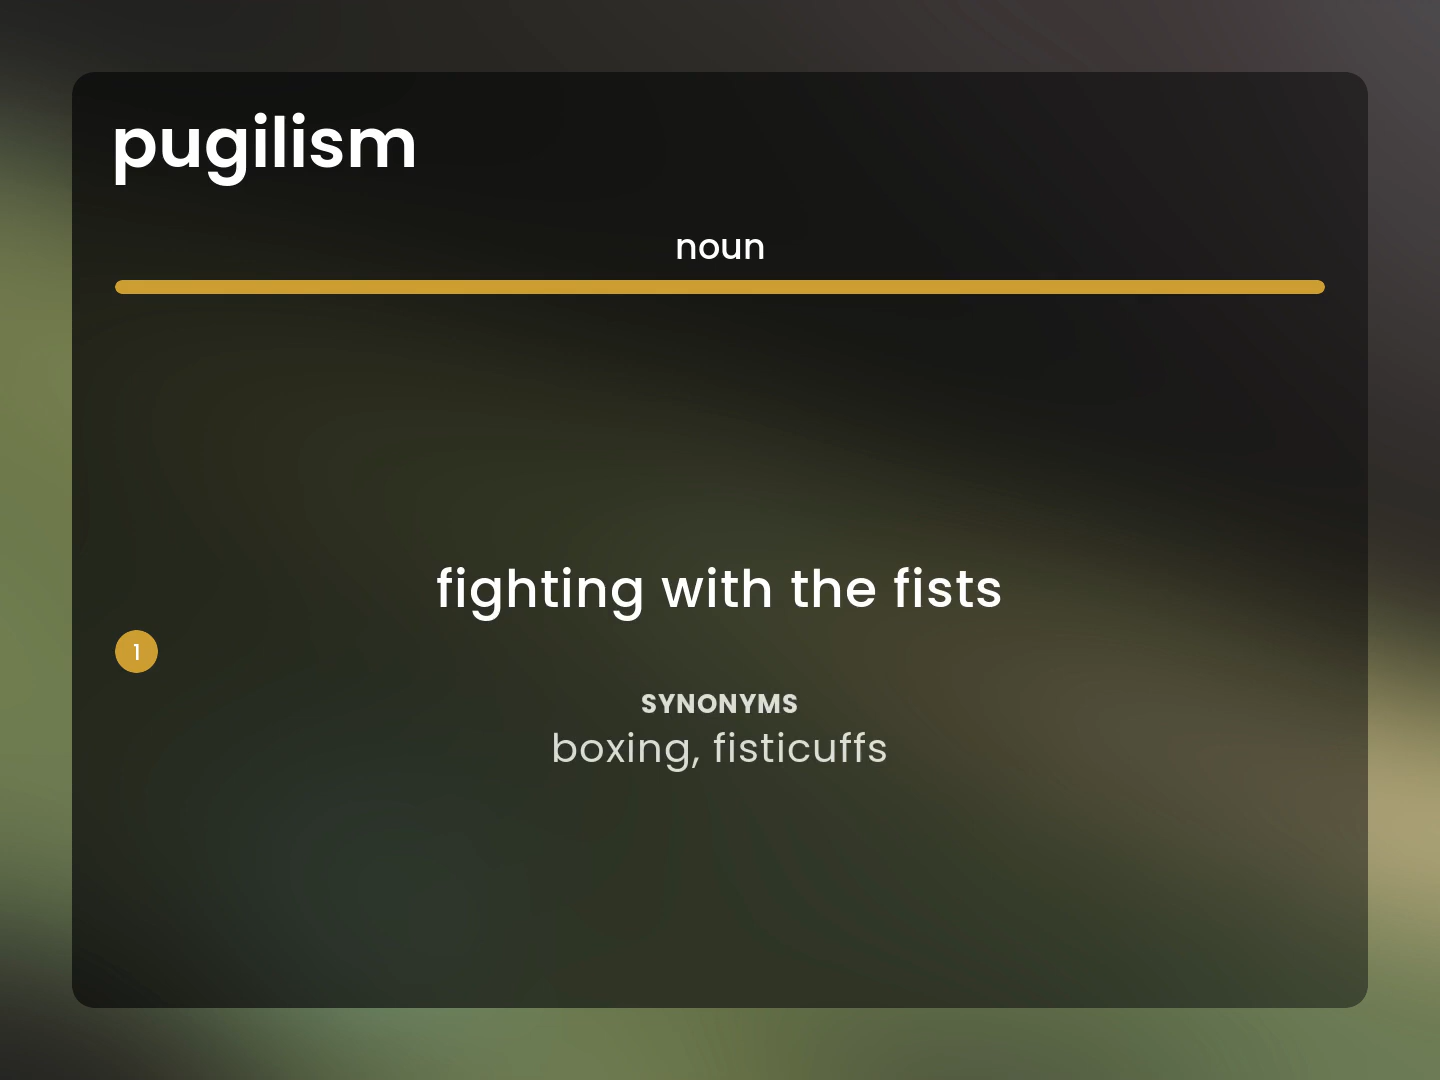 pugilism
noun
fighting with the fists
1
SYNONYMS
boxing, fisticuffs